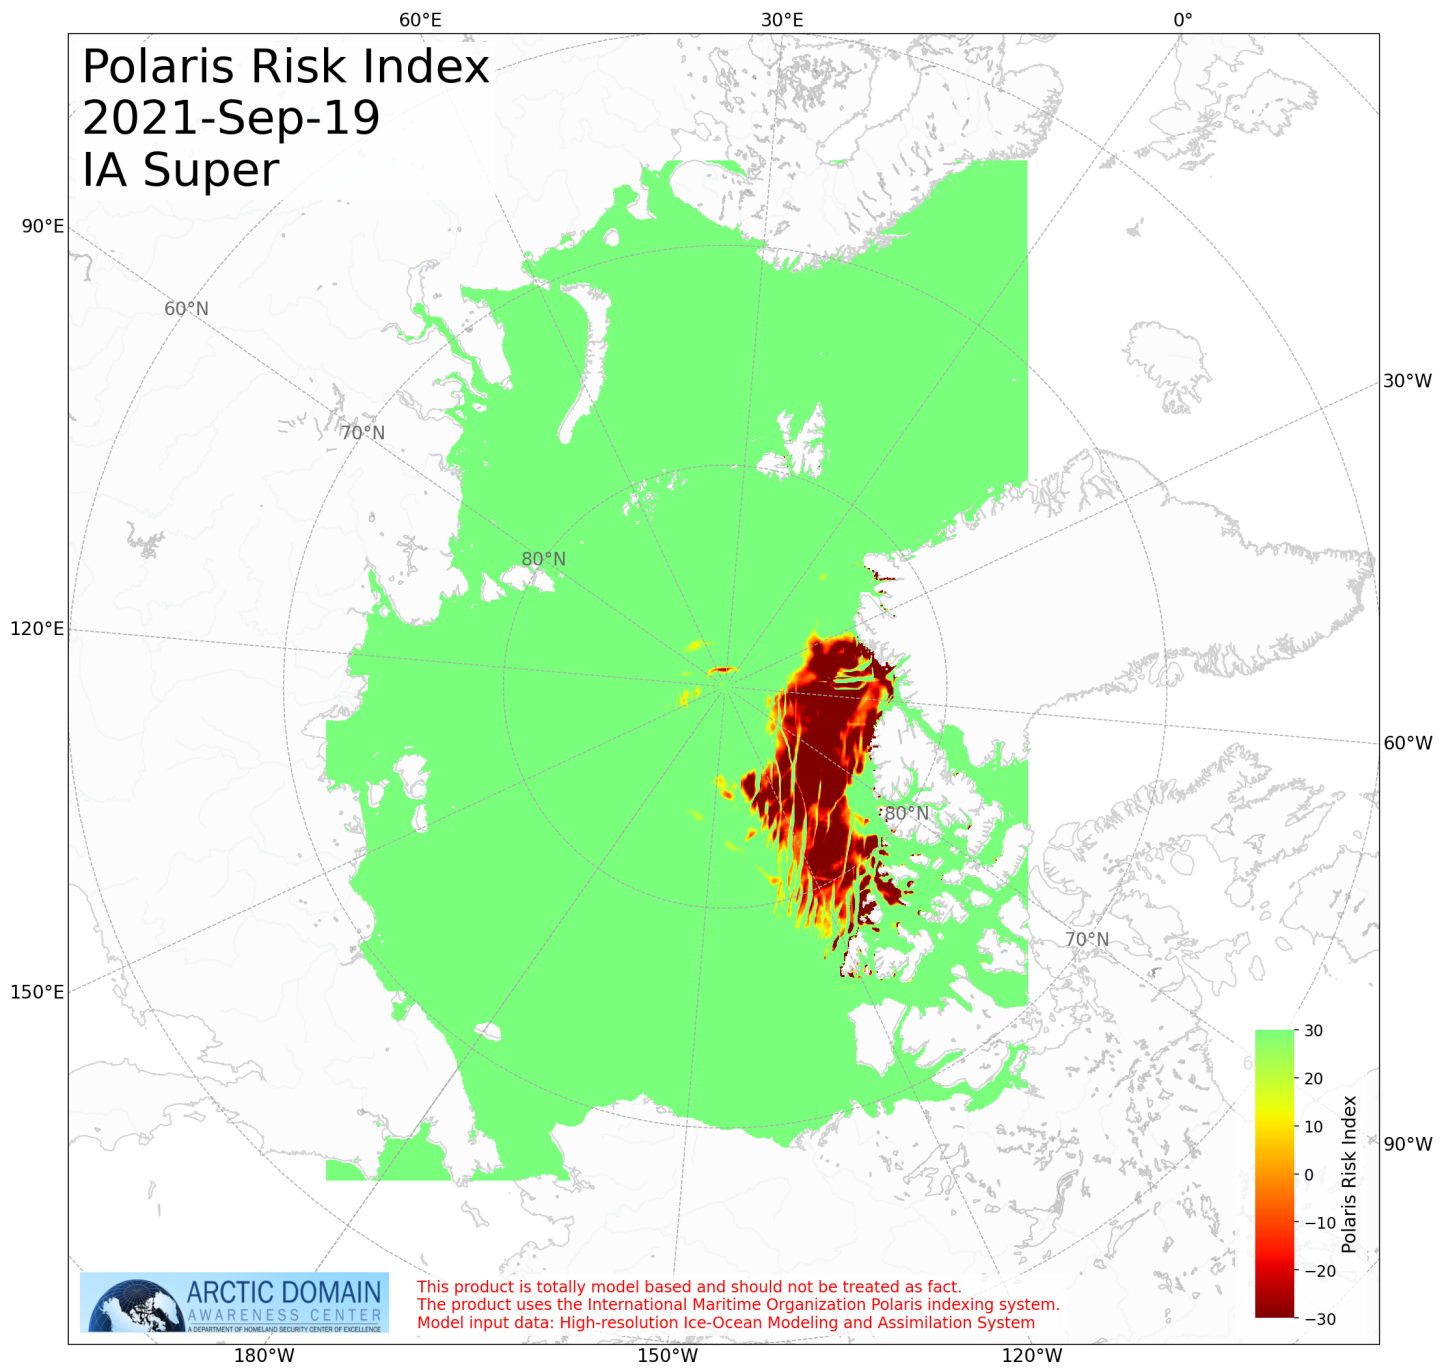 60°E 30°E 0°
Polaris Risk Index
2021-Sep-19
IA Super
90°E
60°N
30°W
70°N
80°N
120°E
60°W
80°N
70°N
150°E
30
20
10
0
−10
−20
−30
Polaris Risk Index
90°W
ARCTIC DOMAIN
AWARENESS CENTER
A DEPARTMENT OF HOMELAND SECURITY CENTER OF EXCELLENCE
This product is totally model based and should not be treated as fact.
The product uses the International Maritime Organization Polaris indexing system.
Model input data: High-resolution Ice-Ocean Modeling and Assimilation System
180°W 150°W 120°W